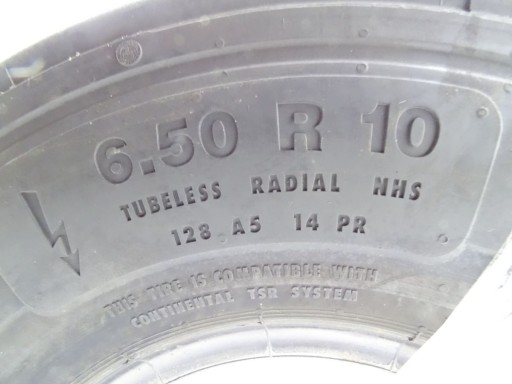 6.50 R 10
TUBELESS RADIAL NHS
128 A5 14 PR
THIS TIRE IS COMPATIBLE WITH
CONTINENTAL TSR SYSTEM